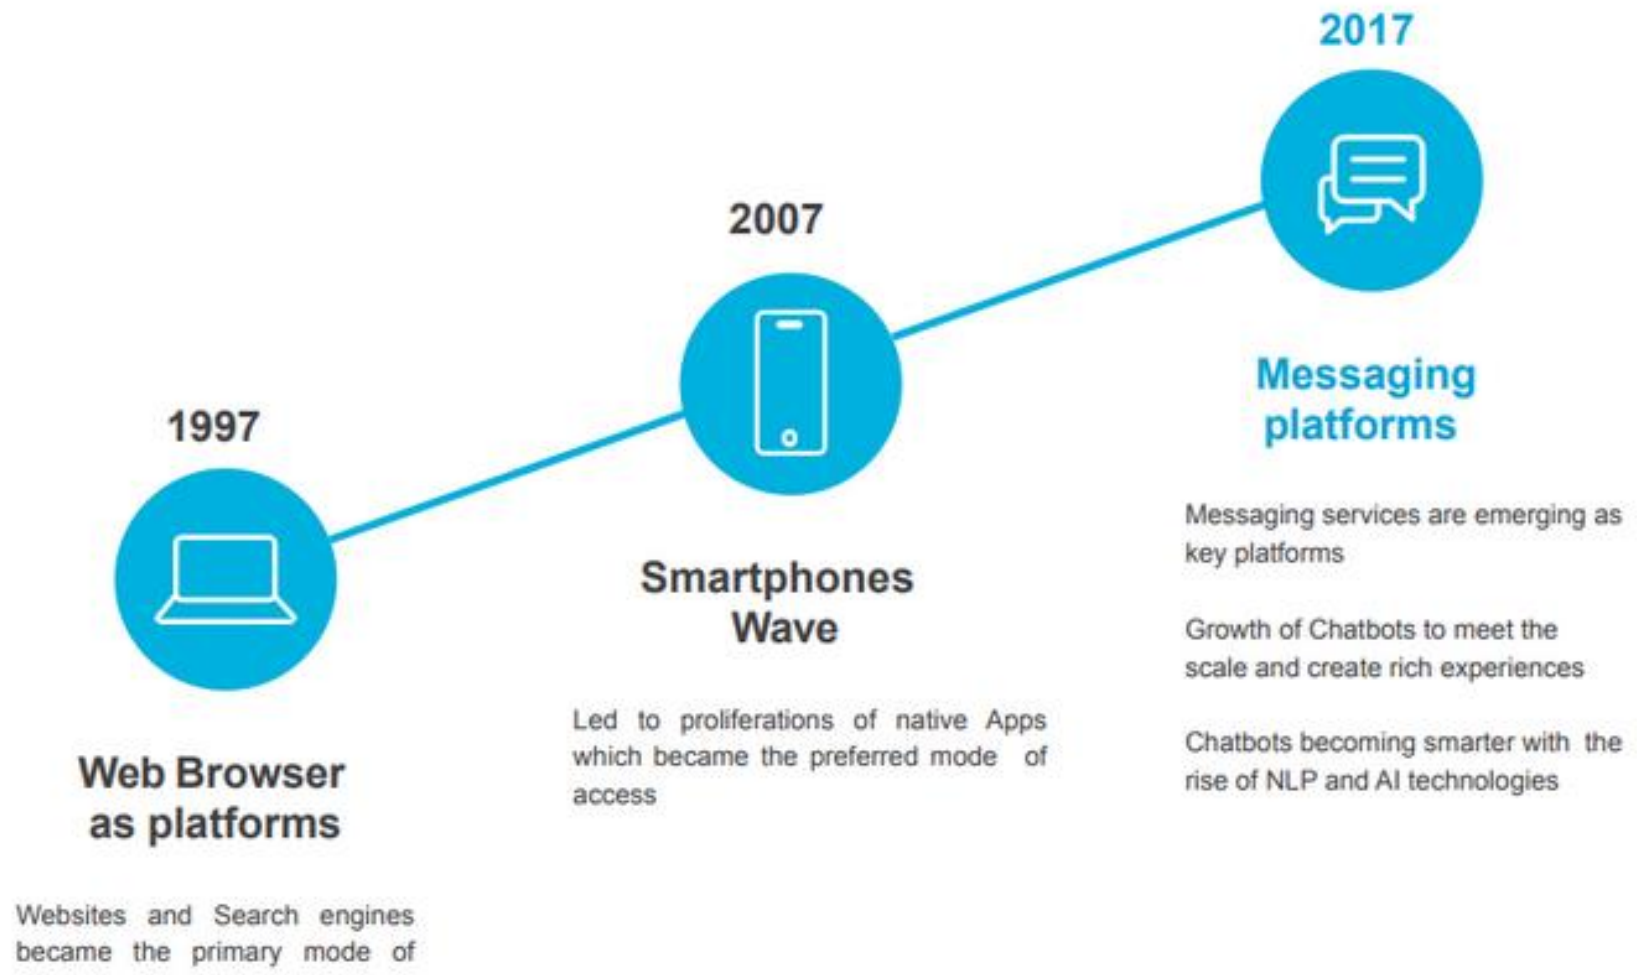 1997
Web Browser
as platforms
Websites and Search engines
became the primary mode of
2007
Smartphones
Wave
Led to proliferations of native Apps
which became the preferred mode of
access
2017
Messaging
platforms
Messaging services are emerging as
key platforms
Growth of Chatbots to meet the
scale and create rich experiences
Chatbots becoming smarter with the
rise of NLP and AI technologies